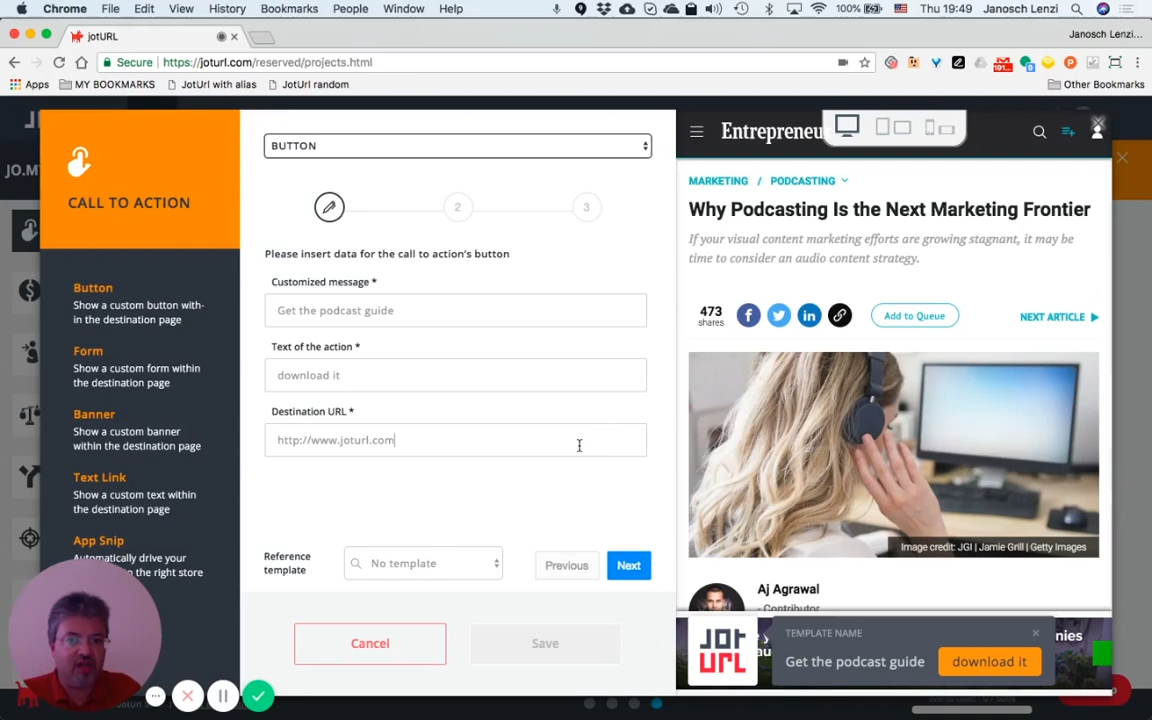 Chrome File Edit View History Bookmarks People Window Help 100% Thu 19:49 Janosch Lenzi
jotURL
Janosch Lenzi...
Secure https://joturl.com/reserved/projects.html
Apps MY BOOKMARKS JotUrl with alias JotUrl random Other Bookmarks
JO.M
CALL TO ACTION
Button
Show a custom button with-
in the destination page
Form
Show a custom form within
the destination page
Banner
Show a custom banner
within the destination page
Text Link
Show a custom text within
the destination page
App Snip
Automatically drive your
the right store
BUTTON
2
3
Please insert data for the call to action's button
Customized message *
Get the podcast guide
Text of the action *
download it
Destination URL *
http://www.joturl.com
Reference
template
No template
Previous
Next
Cancel
Save
Entrepreneur
MARKETING / PODCASTING
Why Podcasting Is the Next Marketing Frontier
If your visual content marketing efforts are growing stagnant, it may be
time to consider an audio content strategy.
473
shares
Add to Queue
NEXT ARTICLE
Image credit: JGI | Jamie Grill | Getty Images
Aj Agrawal
- Contributor
JOT
URL
TEMPLATE NAME
Get the podcast guide
download it